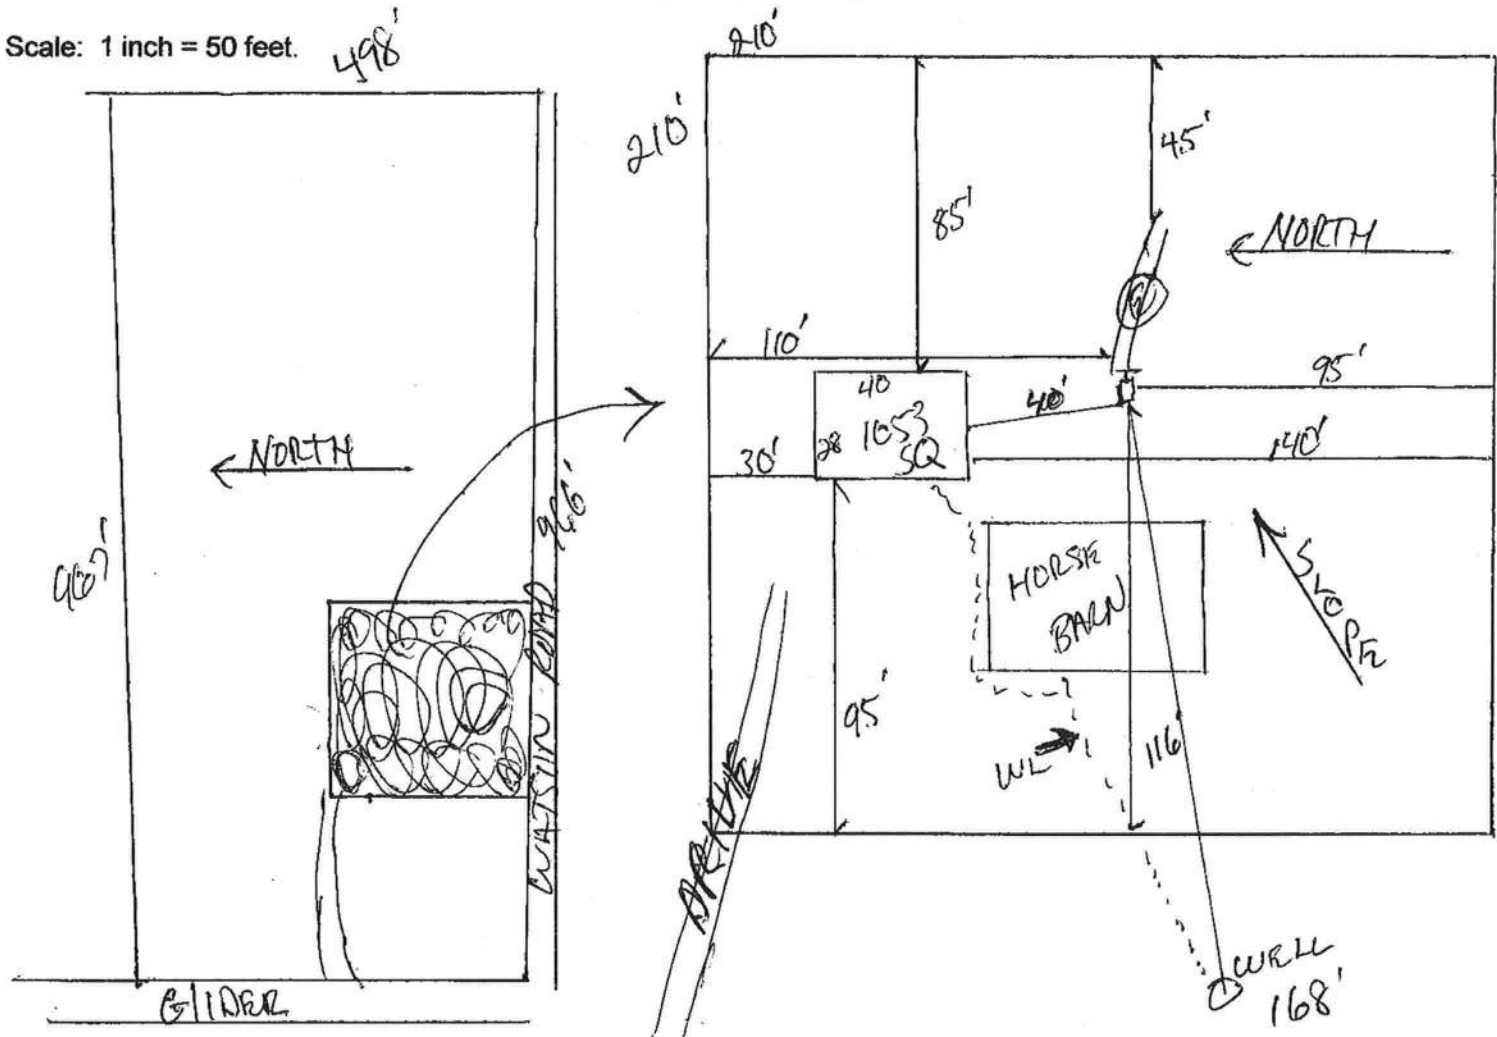 Scale: 1 inch = 50 feet.
498'
NORTH
967'
966'
WATSON ROAD
GLIDER
210'
210'
45'
85'
NORTH
110'
95'
40
1053
SQ
28
40'
140'
30'
HORSE
BARN
SLOPE
95'
116'
WL
DRIVE
WELL
168'